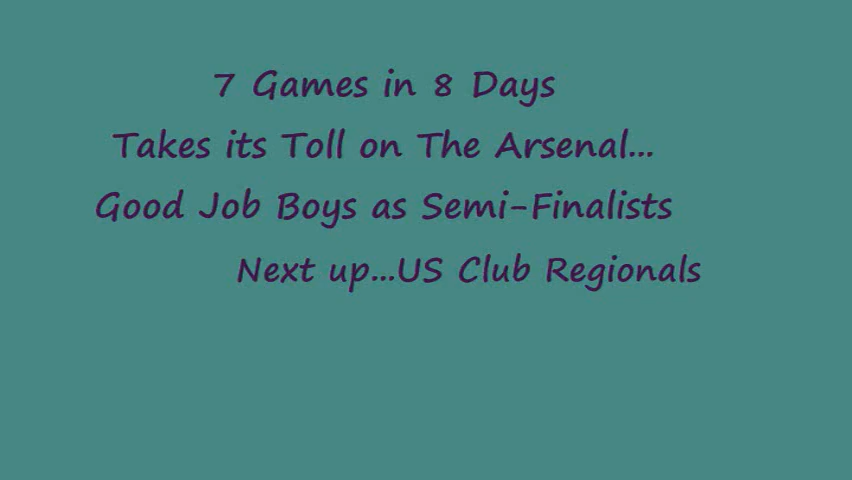 7 Games in 8 Days
Takes its Toll on The Arsenal...
Good Job Boys as Semi-Finalists
Next up...US Club Regionals